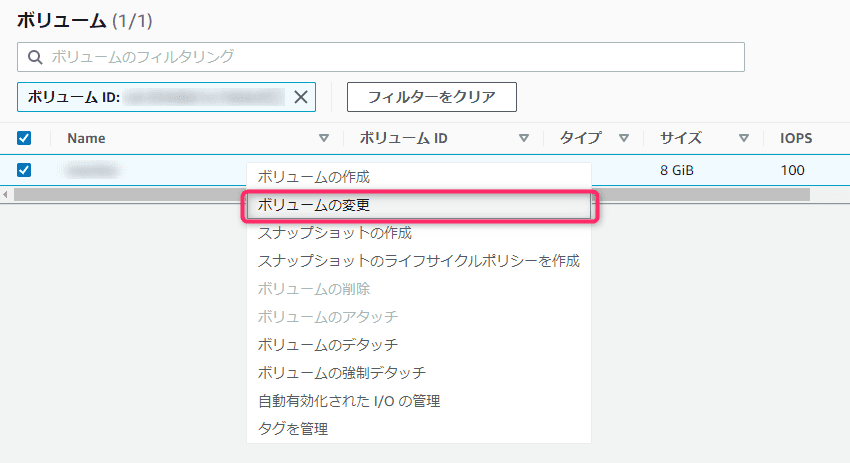 ボリューム (1/1)
ボリュームのフィルタリング
ボリューム ID:
フィルターをクリア
Name ボリューム ID タイプ サイズ IOPS
8 GiB 100
ボリュームの作成
ボリュームの変更
スナップショットの作成
スナップショットのライフサイクルポリシーを作成
ボリュームの削除
ボリュームのアタッチ
ボリュームのデタッチ
ボリュームの強制デタッチ
自動有効化された I/O の管理
タグを管理